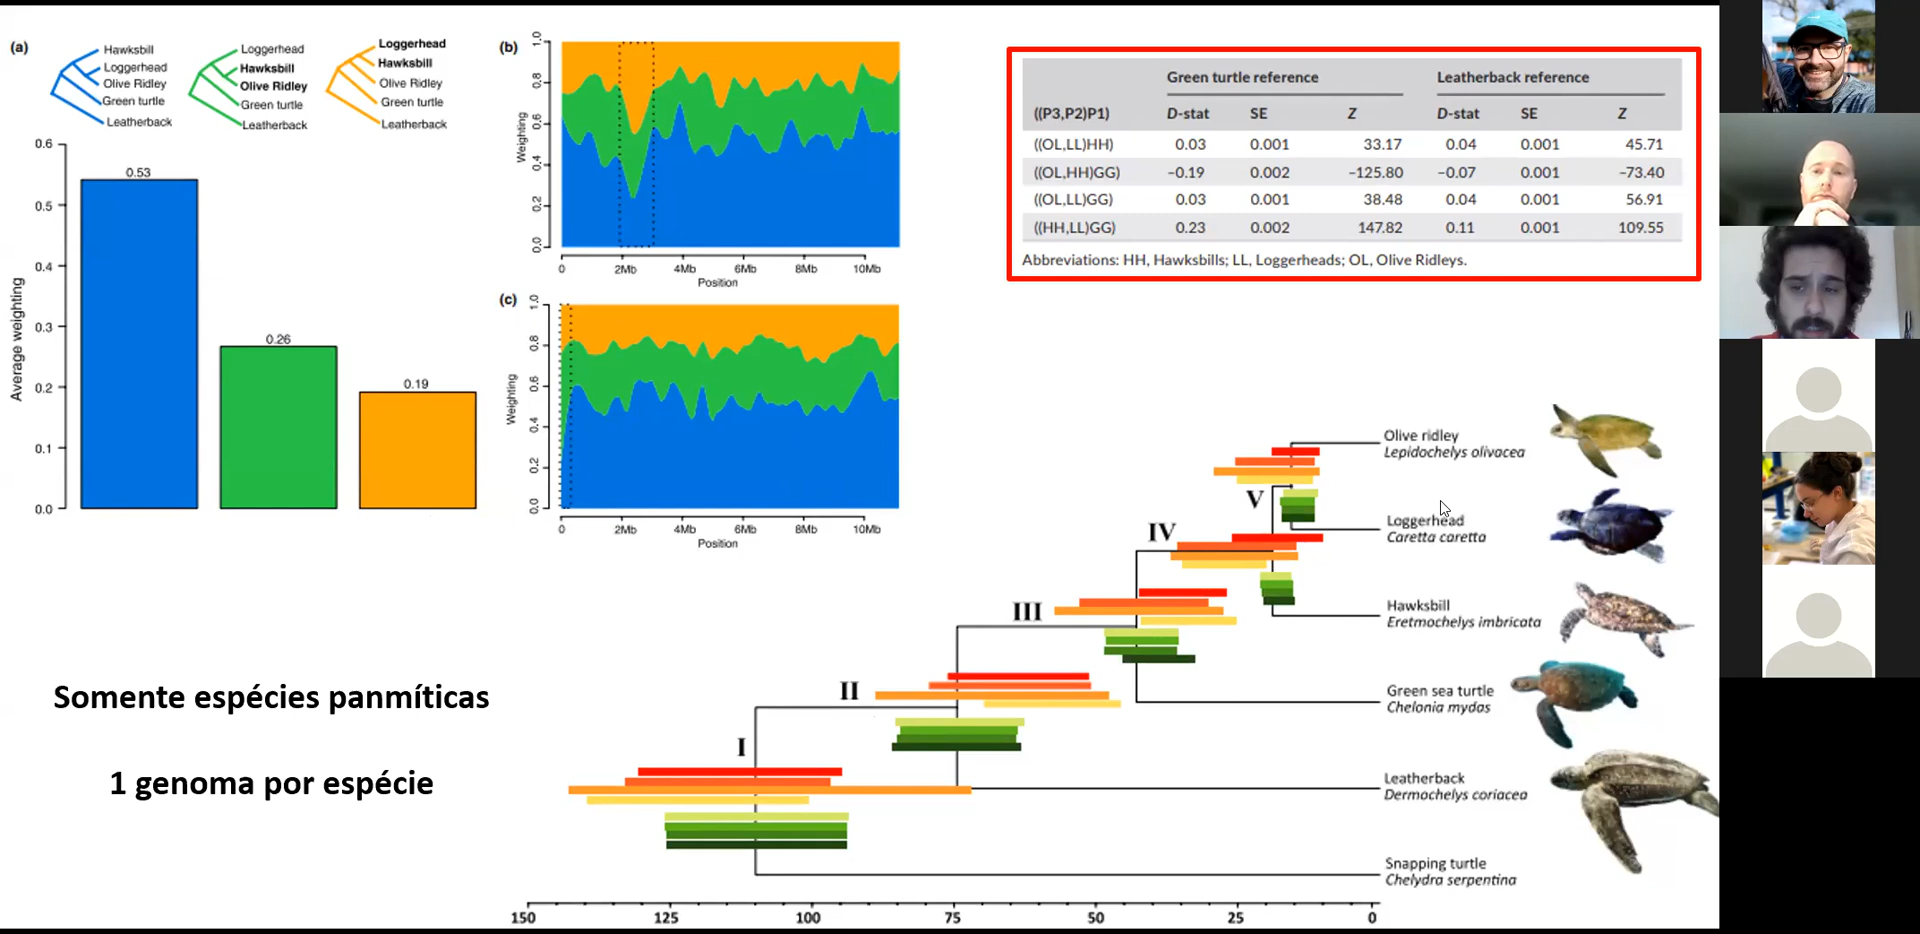 (a)
Hawksbill
Loggerhead
Olive Ridley
Green turtle
Leatherback
Loggerhead
Hawksbill
Olive Ridley
Green turtle
Leatherback
Loggerhead
Hawksbill
Olive Ridley
Green turtle
Leatherback
Average weighting
0.6
0.5
0.4
0.3
0.2
0.1
0.0
0.53
0.26
0.19
(b)
Weighting
1.0
0.8
0.6
0.4
0.2
0.0
0 2Mb 4Mb 6Mb 8Mb 10Mb
Position
(c)
Weighting
1.0
0.8
0.6
0.4
0.2
0.0
0 2Mb 4Mb 6Mb 8Mb 10Mb
Position
Green turtle reference Leatherback reference
((P3,P2)P1) D-stat SE Z D-stat SE Z
((OL,LL)HH) 0.03 0.001 33.17 0.04 0.001 45.71
((OL,HH)GG) −0.19 0.002 −125.80 −0.07 0.001 −73.40
((OL,LL)GG) 0.03 0.001 38.48 0.04 0.001 56.91
((HH,LL)GG) 0.23 0.002 147.82 0.11 0.001 109.55
Abbreviations: HH, Hawksbills; LL, Loggerheads; OL, Olive Ridleys.
Somente espécies panmíticas
1 genoma por espécie
V
IV
III
II
I
Olive ridley
Lepidochelys olivacea
Loggerhead
Caretta caretta
Hawksbill
Eretmochelys imbricata
Green sea turtle
Chelonia mydas
Leatherback
Dermochelys coriacea
Snapping turtle
Chelydra serpentina
150 125 100 75 50 25 0